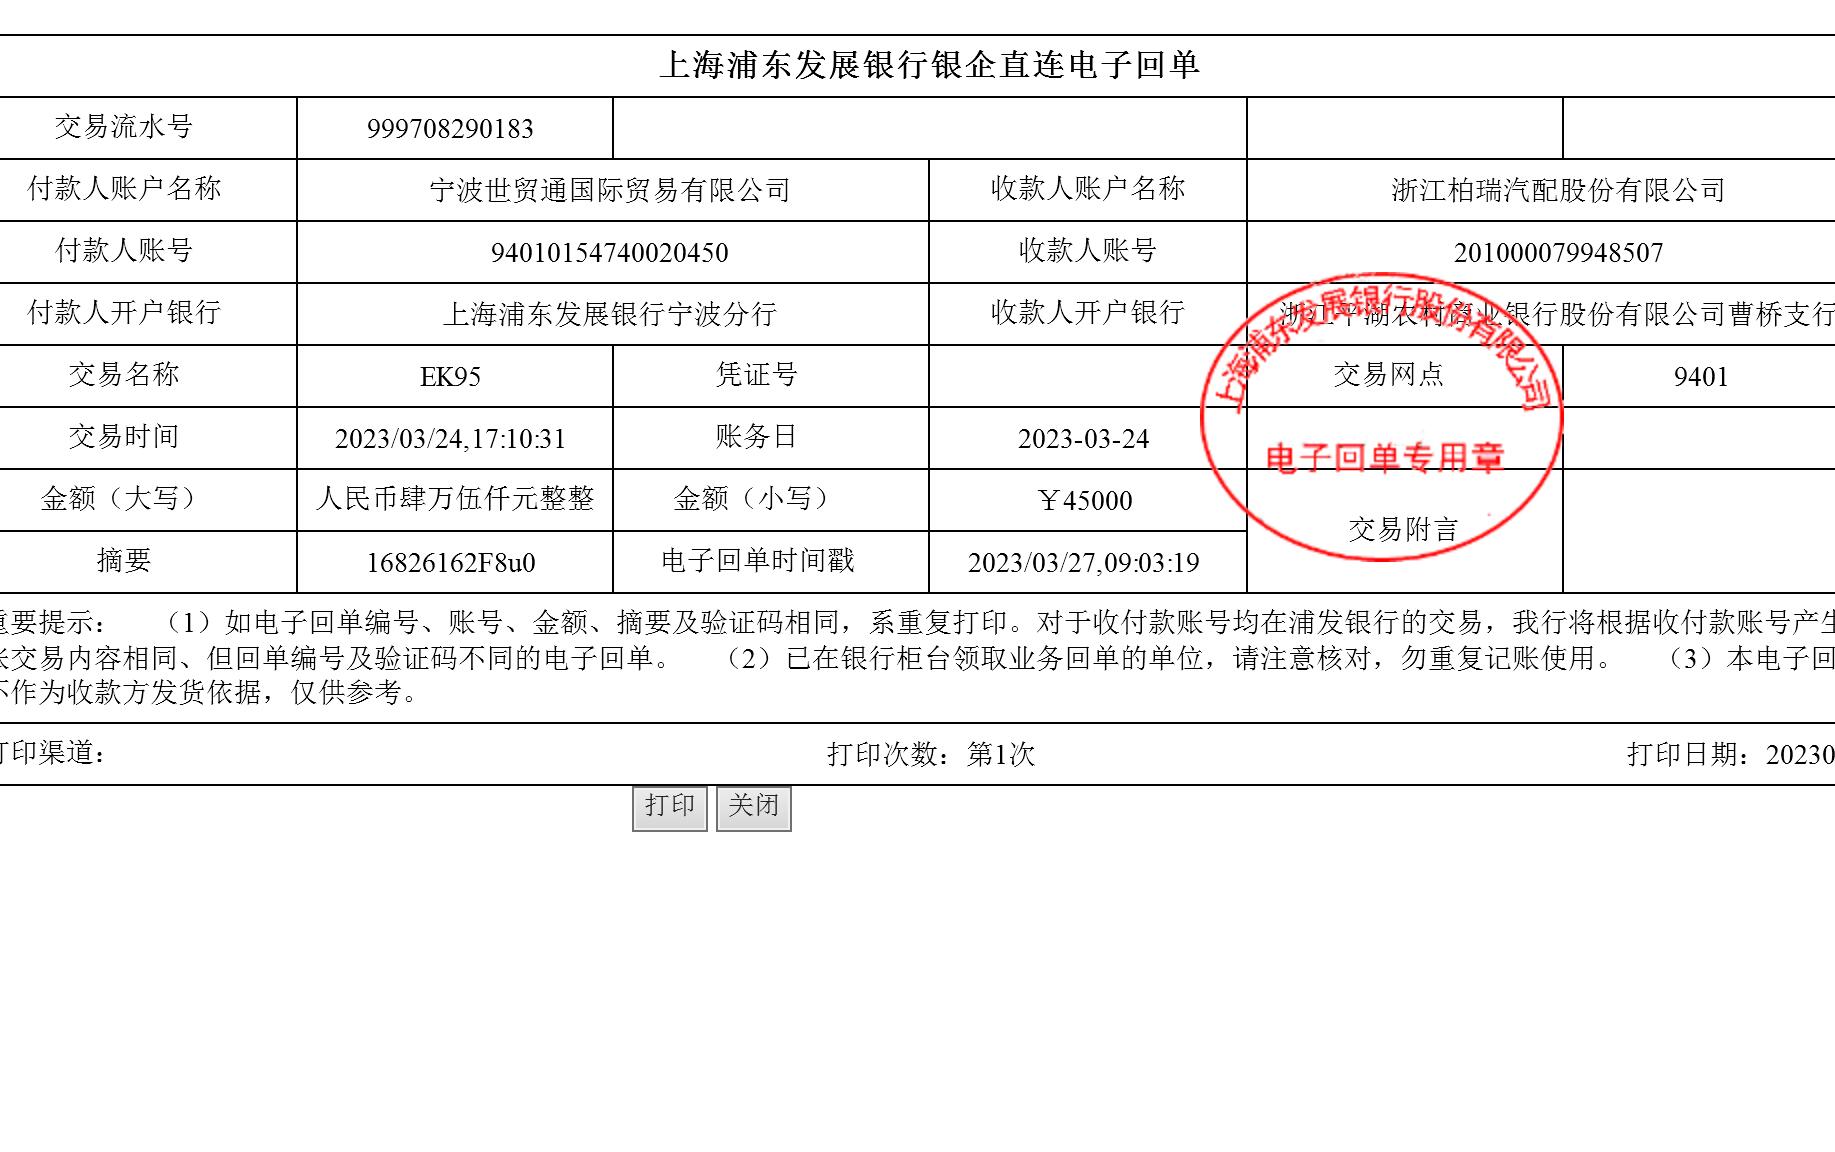 上海浦东发展银行银企直连电子回单
交易流水号 999708290183
付款人账户名称 宁波世贸通国际贸易有限公司 收款人账户名称 浙江柏瑞汽配股份有限公司
付款人账号 94010154740020450 收款人账号 201000079948507
付款人开户银行 上海浦东发展银行宁波分行 收款人开户银行 浙江平湖农村商业银行股份有限公司曹桥支行
交易名称 EK95 凭证号 交易网点 9401
交易时间 2023/03/24,17:10:31 账务日 2023-03-24
金额（大写） 人民币肆万伍仟元整整 金额（小写） ￥45000
交易附言
摘要 16826162F8u0 电子回单时间戳 2023/03/27,09:03:19
上海浦东发展银行股份有限公司
电子回单专用章
重要提示： （1）如电子回单编号、账号、金额、摘要及验证码相同，系重复打印。对于收付款账号均在浦发银行的交易，我行将根据收付款账号产生
张交易内容相同、但回单编号及验证码不同的电子回单。 （2）已在银行柜台领取业务回单的单位，请注意核对，勿重复记账使用。 （3）本电子回
不作为收款方发货依据，仅供参考。
打印渠道： 打印次数：第1次 打印日期：20230
打印 关闭